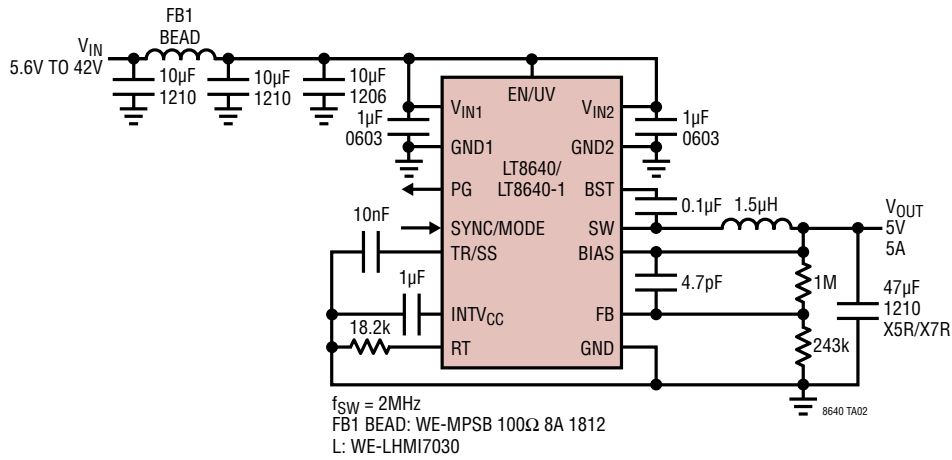 FB1
BEAD
VIN
5.6V TO 42V
10µF
1210
10µF
1210
10µF
1206
1µF
0603
VIN1
EN/UV
VIN2
1µF
0603
GND1
GND2
LT8640/
LT8640-1
PG
BST
0.1µF
1.5µH
VOUT
5V
5A
10nF
SYNC/MODE
SW
TR/SS
BIAS
1µF
4.7pF
1M
47µF
1210
X5R/X7R
INTVCC
FB
18.2k
RT
GND
243k
8640 TA02
fSW = 2MHz
FB1 BEAD: WE-MPSB 100Ω 8A 1812
L: WE-LHMI7030